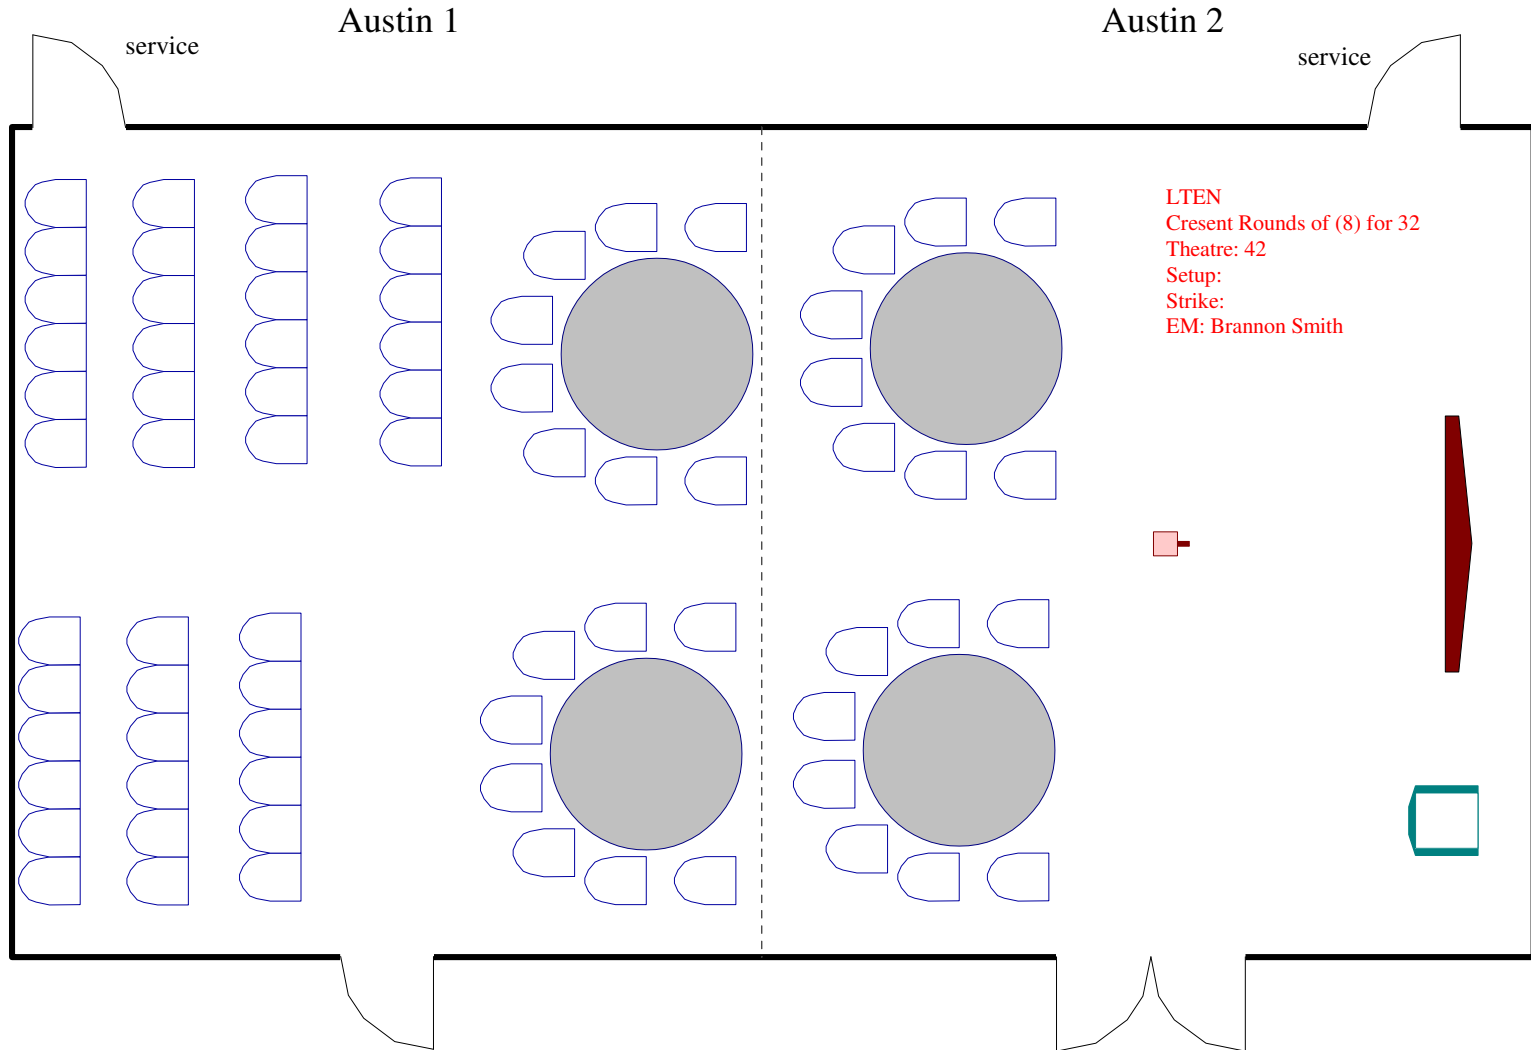 Austin 1
Austin 2
service
service
LTEN
Cresent Rounds of (8) for 32
Theatre: 42
Setup:
Strike:
EM: Brannon Smith